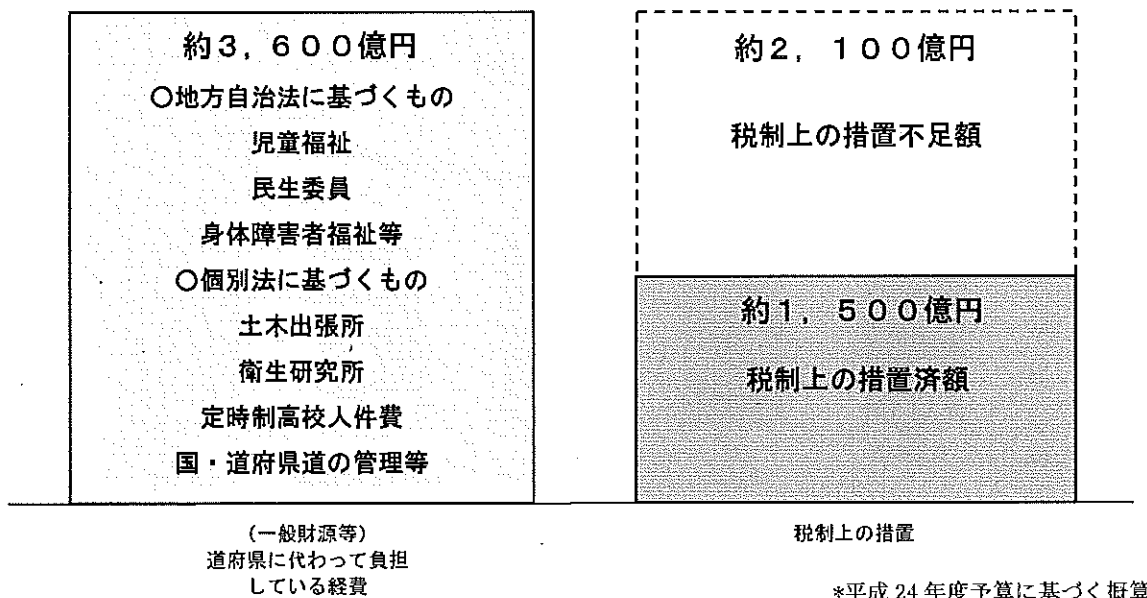 約3,600億円
○地方自治法に基づくもの
児童福祉
民生委員
身体障害者福祉等
○個別法に基づくもの
土木出張所
衛生研究所
定時制高校人件費
国・道府県道の管理等
(一般財源等)
道府県に代わって負担
している経費
約2,100億円
税制上の措置不足額
約1,500億円
税制上の措置済額
税制上の措置
*平成24年度予算に基づく概算